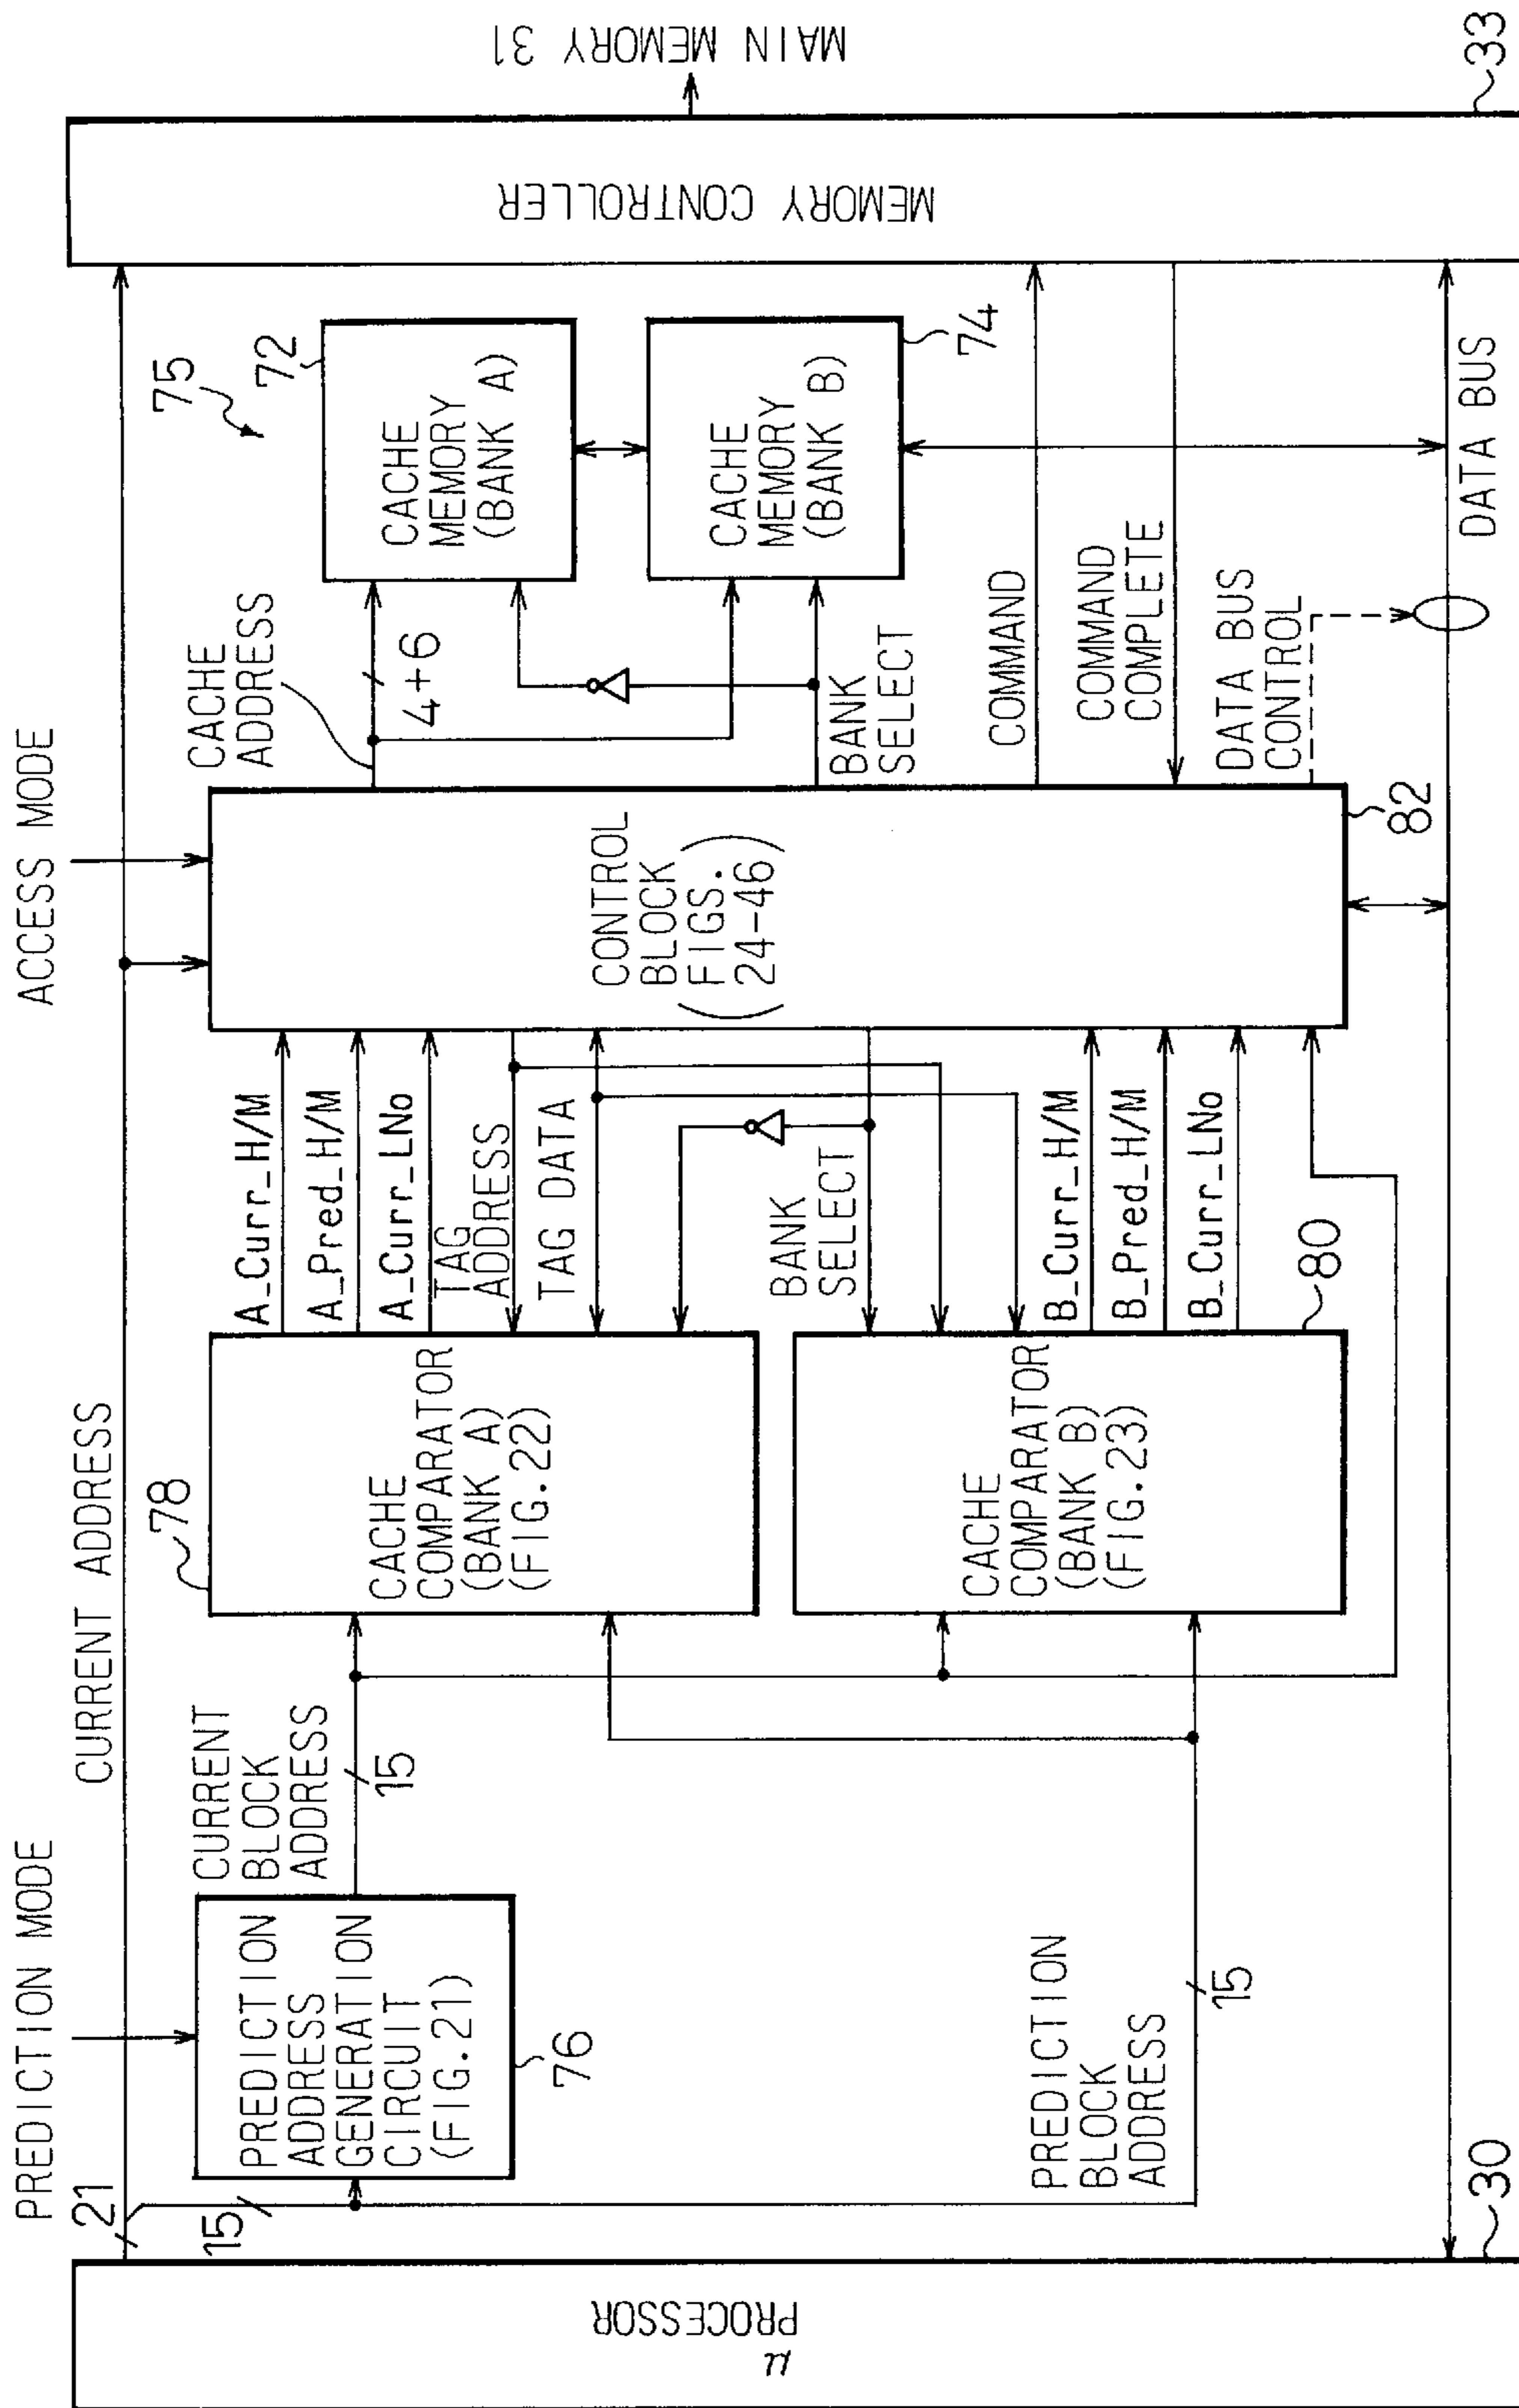 PREDICTION MODE
ACCESS MODE
21
CURRENT ADDRESS
15
PREDICTION
ADDRESS
GENERATION
CIRCUIT
(FIG.21)
76
CURRENT
BLOCK
ADDRESS
15
PREDICTION
BLOCK
ADDRESS
15
μ
PROCESSOR
30
78
CACHE
COMPARATOR
(BANK A)
(FIG.22)
CACHE
COMPARATOR
(BANK B)
(FIG.23)
80
A_Curr_H/M
A_Pred_H/M
A_Curr_LNo
TAG
ADDRESS
TAG DATA
BANK
SELECT
B_Curr_H/M
B_Pred_H/M
B_Curr_LNo
CONTROL
BLOCK
(FIGS.
24-46)
82
CACHE
ADDRESS
4+6
BANK
SELECT
75
72
CACHE
MEMORY
(BANK A)
CACHE
MEMORY
(BANK B)
74
COMMAND
COMMAND
COMPLETE
DATA BUS
CONTROL
DATA BUS
MEMORY CONTROLLER
33
MAIN MEMORY 31